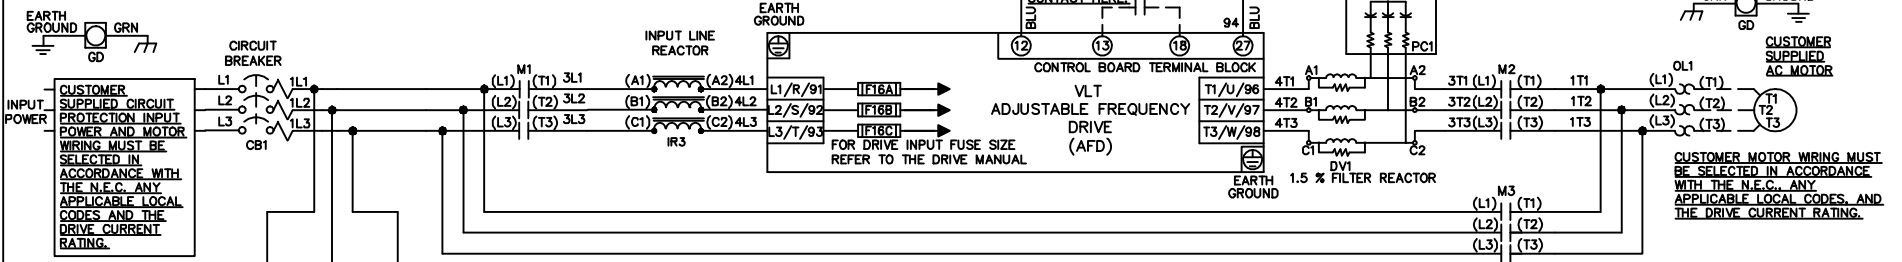 EARTH
GROUND
GRN
GD
CIRCUIT
BREAKER
L1
L2
L3
1L1
1L2
1L3
CB1
INPUT
POWER
CUSTOMER
SUPPLIED CIRCUIT
PROTECTION INPUT
POWER AND MOTOR
WIRING MUST BE
SELECTED IN
ACCORDANCE WITH
THE N.E.C. ANY
APPLICABLE LOCAL
CODES AND THE
DRIVE CURRENT
RATING.
M1
(L1) (T1) 3L1
(L2) (T2) 3L2
(L3) (T3) 3L3
INPUT LINE
REACTOR
(A1) (A2) 4L1
(B1) (B2) 4L2
(C1) (C2) 4L3
IR3
EARTH
GROUND
L1/R/91
L2/S/92
L3/T/93
F16A
F16B
F16C
FOR DRIVE INPUT FUSE SIZE
REFER TO THE DRIVE MANUAL
BLU
94
BLU
12
13
18
27
CONTROL BOARD TERMINAL BLOCK
VLT
ADJUSTABLE FREQUENCY
DRIVE
(AFD)
T1/U/96
T2/V/97
T3/W/98
EARTH
GROUND
4T1
4T2
4T3
A1
B1
C1
A2
B2
C2
DV1
1.5 % FILTER REACTOR
PC1
M2
3T1 (L1) (T1) 1T1
3T2 (L2) (T2) 1T2
3T3 (L3) (T3) 1T3
M3
(L1) (T1)
(L2) (T2)
(L3) (T3)
GD
CUSTOMER
SUPPLIED
AC MOTOR
OL1
(L1) (T1)
(L2) (T2)
(L3) (T3)
T1
T2
T3
CUSTOMER MOTOR WIRING MUST
BE SELECTED IN ACCORDANCE
WITH THE N.E.C., ANY
APPLICABLE LOCAL CODES, AND
THE DRIVE CURRENT RATING.